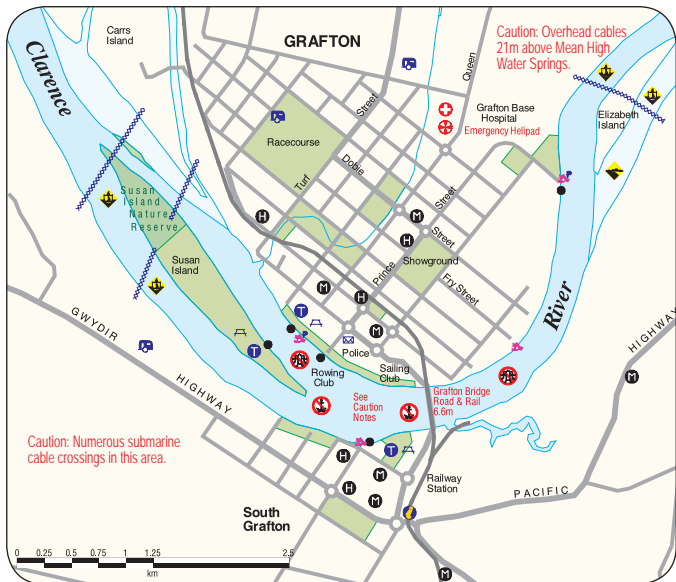 Carrs
Island
GRAFTON
Caution: Overhead cables
21m above Mean High
Water Springs.
Clarence
Queen
Street
Grafton Base
Hospital
Emergency Helipad
Elizabeth
Island
Racecourse
Doble
Turf
P
Susan
Island
Nature
Reserve
H
M
Street
Street
H
Susan
Island
Showground
Prince
Fry Street
River
M
H
T
P
M
GWYDIR
HIGHWAY
Police
T
Rowing
Club
Sailing
Club
See
Caution
Notes
Grafton Bridge
Road & Rail
6.6m
HIGHWAY
M
Caution: Numerous submarine
cable crossings in this area.
T
H
M
H
M
Railway
Station
PACIFIC
South
Grafton
M
0 0.25 0.5 0.75 1 1.25 2.5
km